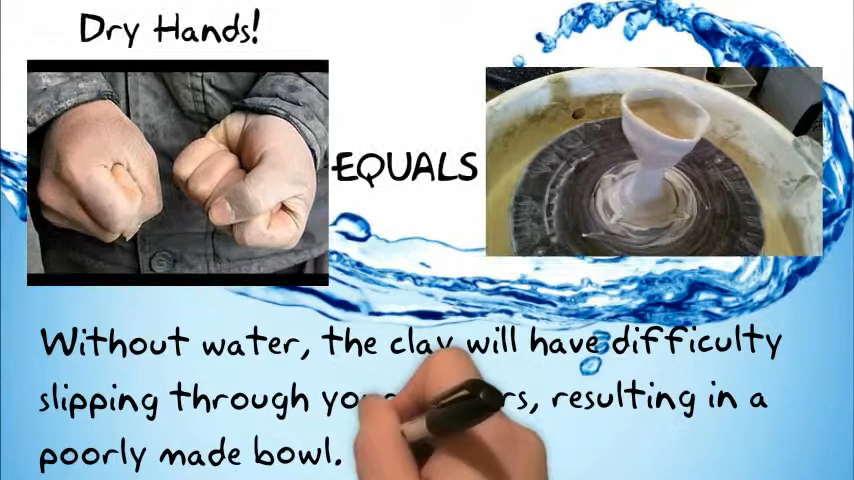 Dry Hands!
EQUALS
Without water, the clay will have difficulty
slipping through resulting in a
poorly made bowl.